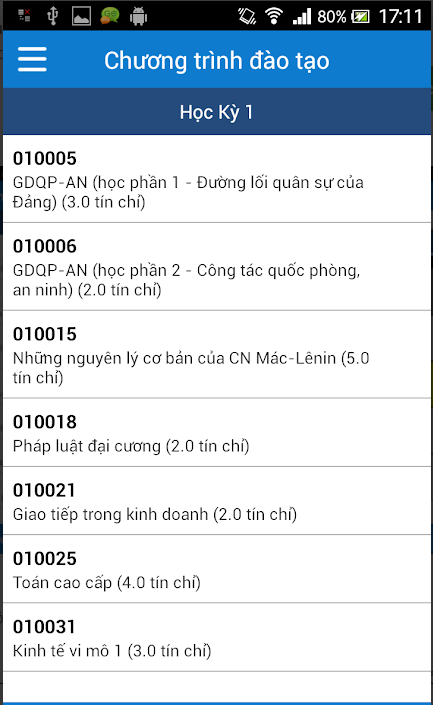 80% 17:11
Chương trình đào tạo
Học Kỳ 1
010005
GDQP-AN (học phần 1 - Đường lối quân sự của
Đảng) (3.0 tín chỉ)
010006
GDQP-AN (học phần 2 - Công tác quốc phòng,
an ninh) (2.0 tín chỉ)
010015
Những nguyên lý cơ bản của CN Mác-Lênin (5.0
tín chỉ)
010018
Pháp luật đại cương (2.0 tín chỉ)
010021
Giao tiếp trong kinh doanh (2.0 tín chỉ)
010025
Toán cao cấp (4.0 tín chỉ)
010031
Kinh tế vi mô 1 (3.0 tín chỉ)